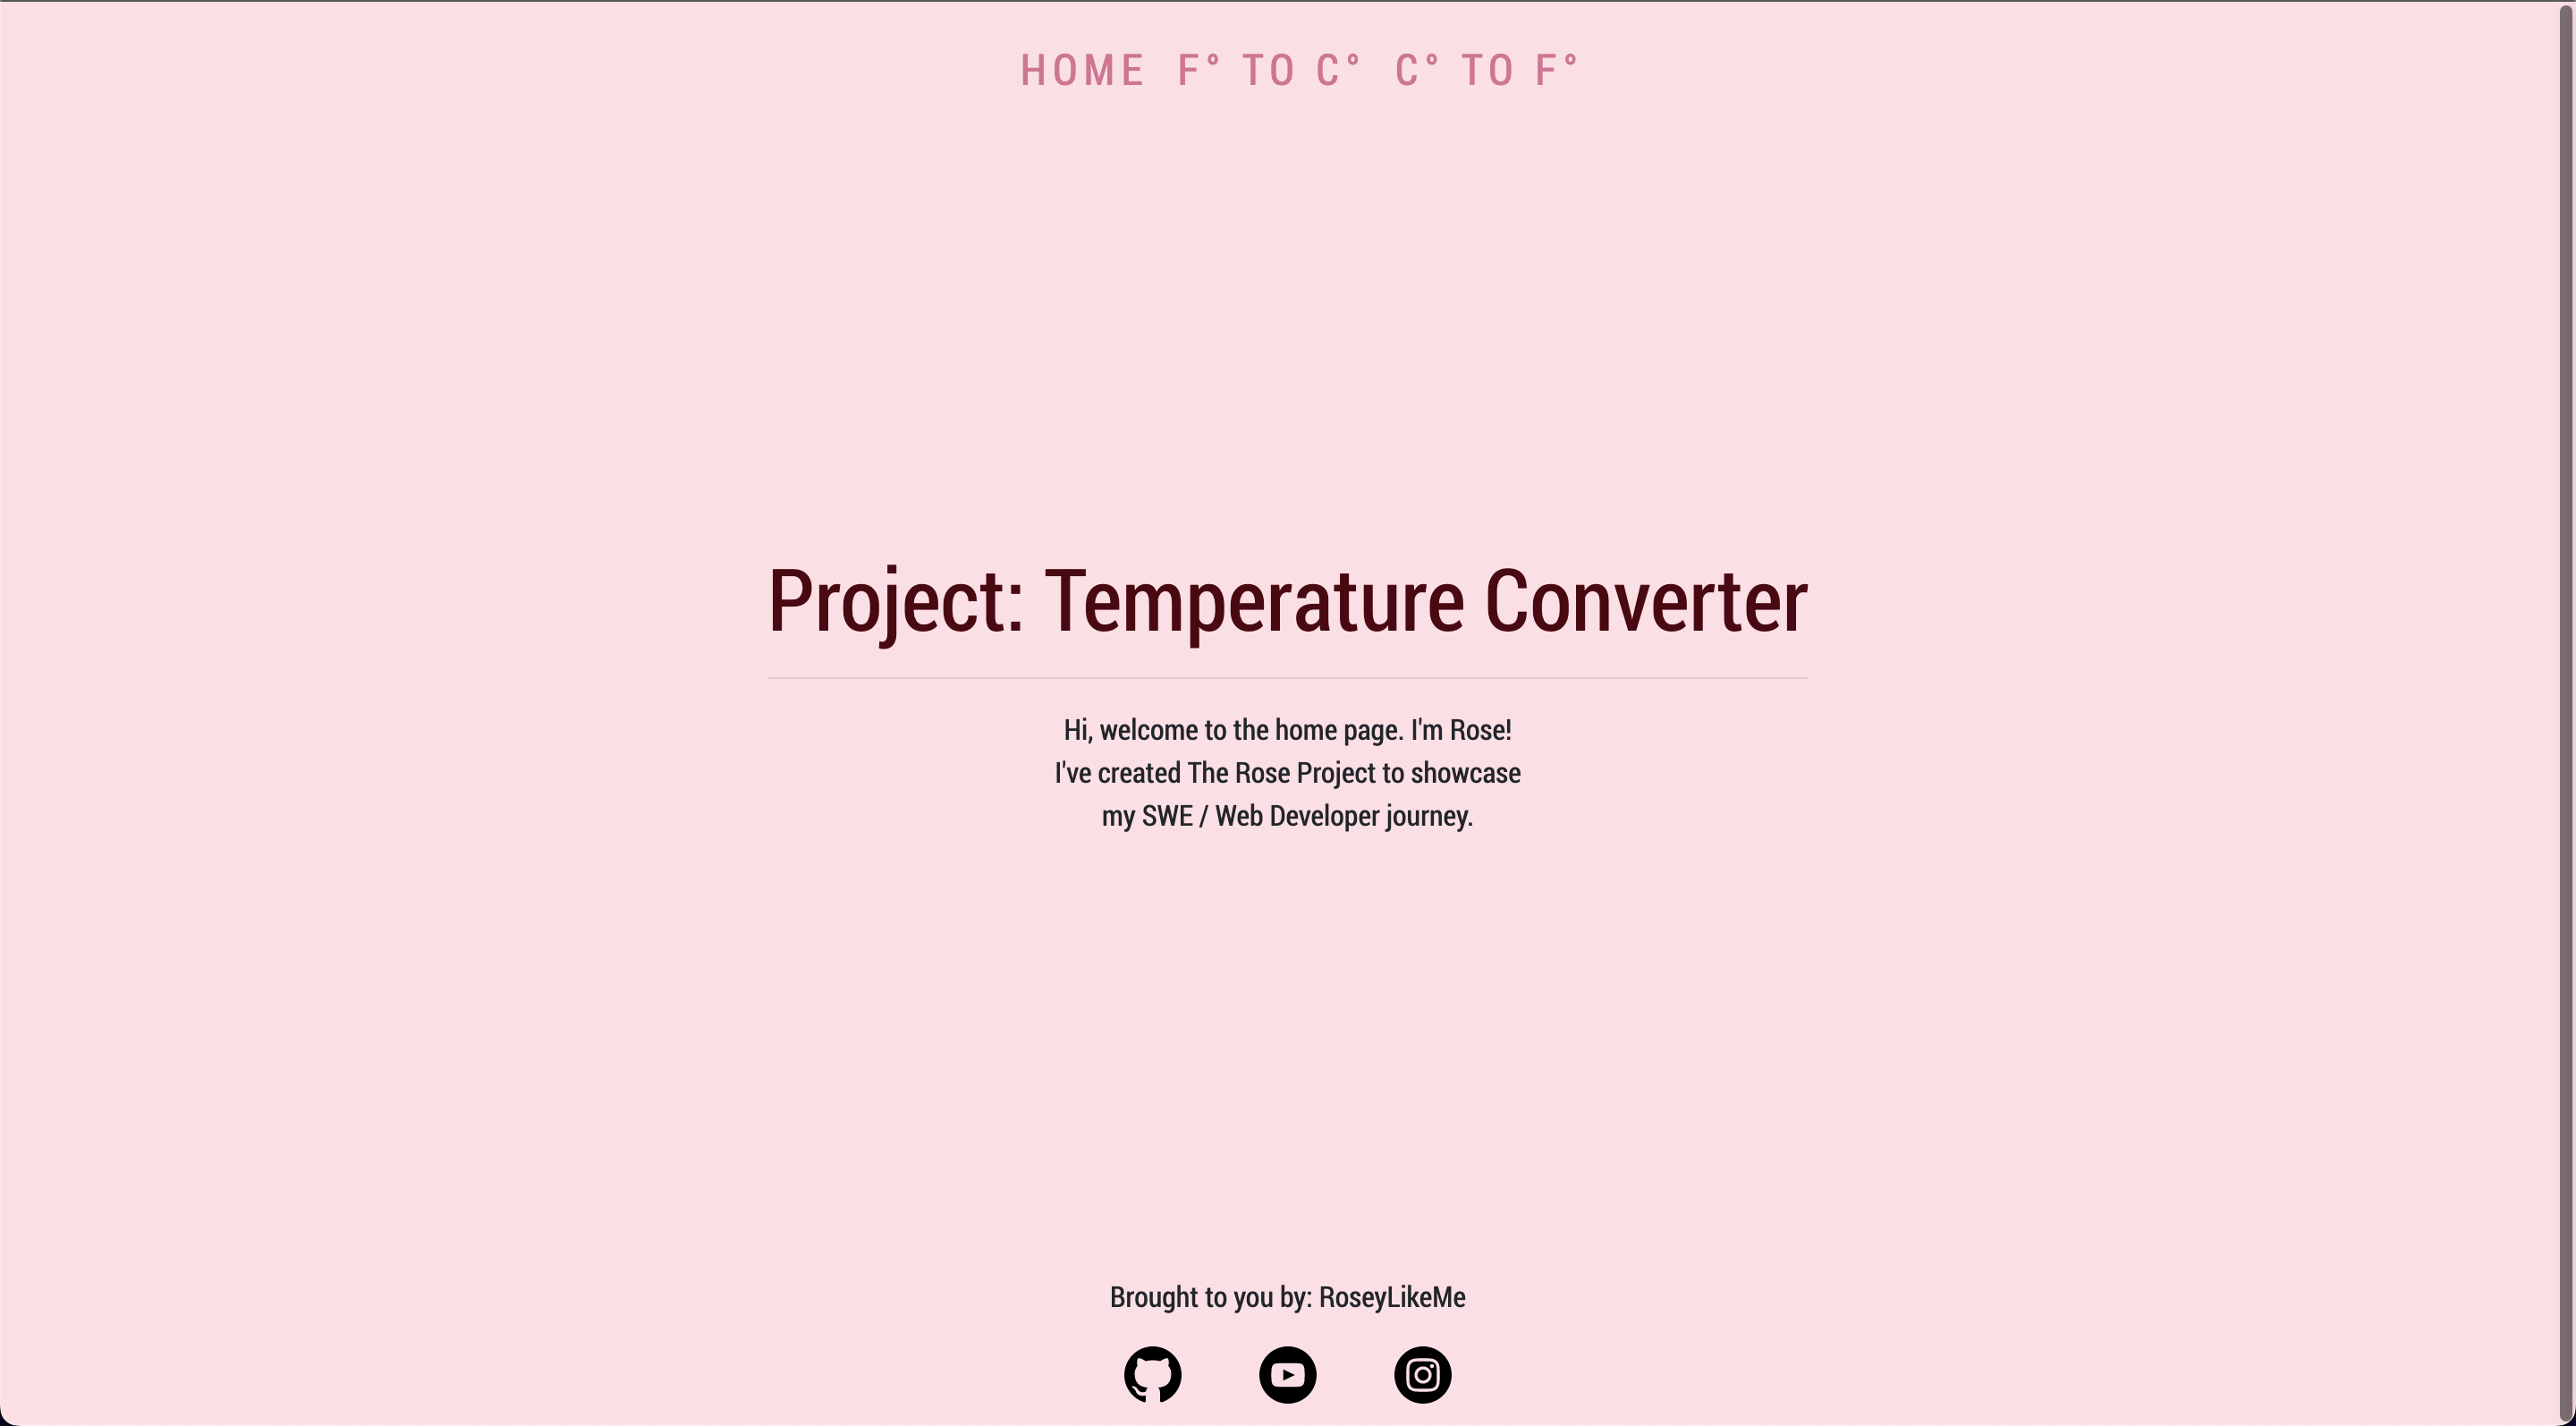 HOME F° TO C° C° TO F°
Project: Temperature Converter
Hi, welcome to the home page. I'm Rose!
I've created The Rose Project to showcase
my SWE / Web Developer journey.
Brought to you by: RoseyLikeMe